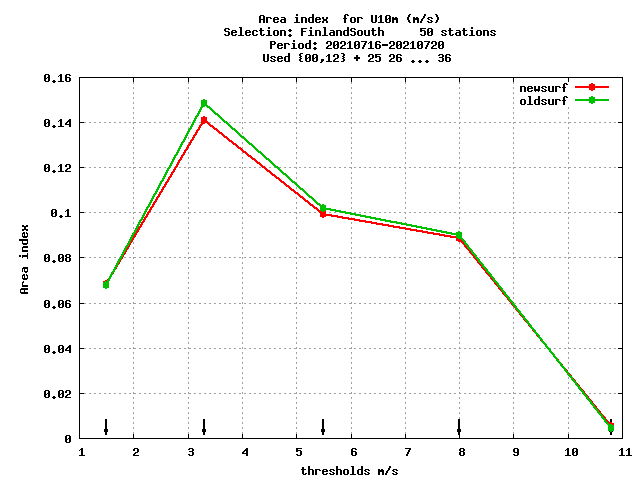 Area index  for U10m (m/s)
Selection: FinlandSouth     50 stations
Period: 20210716-20210720
Used {00,12} + 25 26 ... 36
newsurf
oldsurf
0.16
0.14
0.12
0.1
0.08
0.06
0.04
0.02
0
Area index
1 2 3 4 5 6 7 8 9 10 11
thresholds m/s